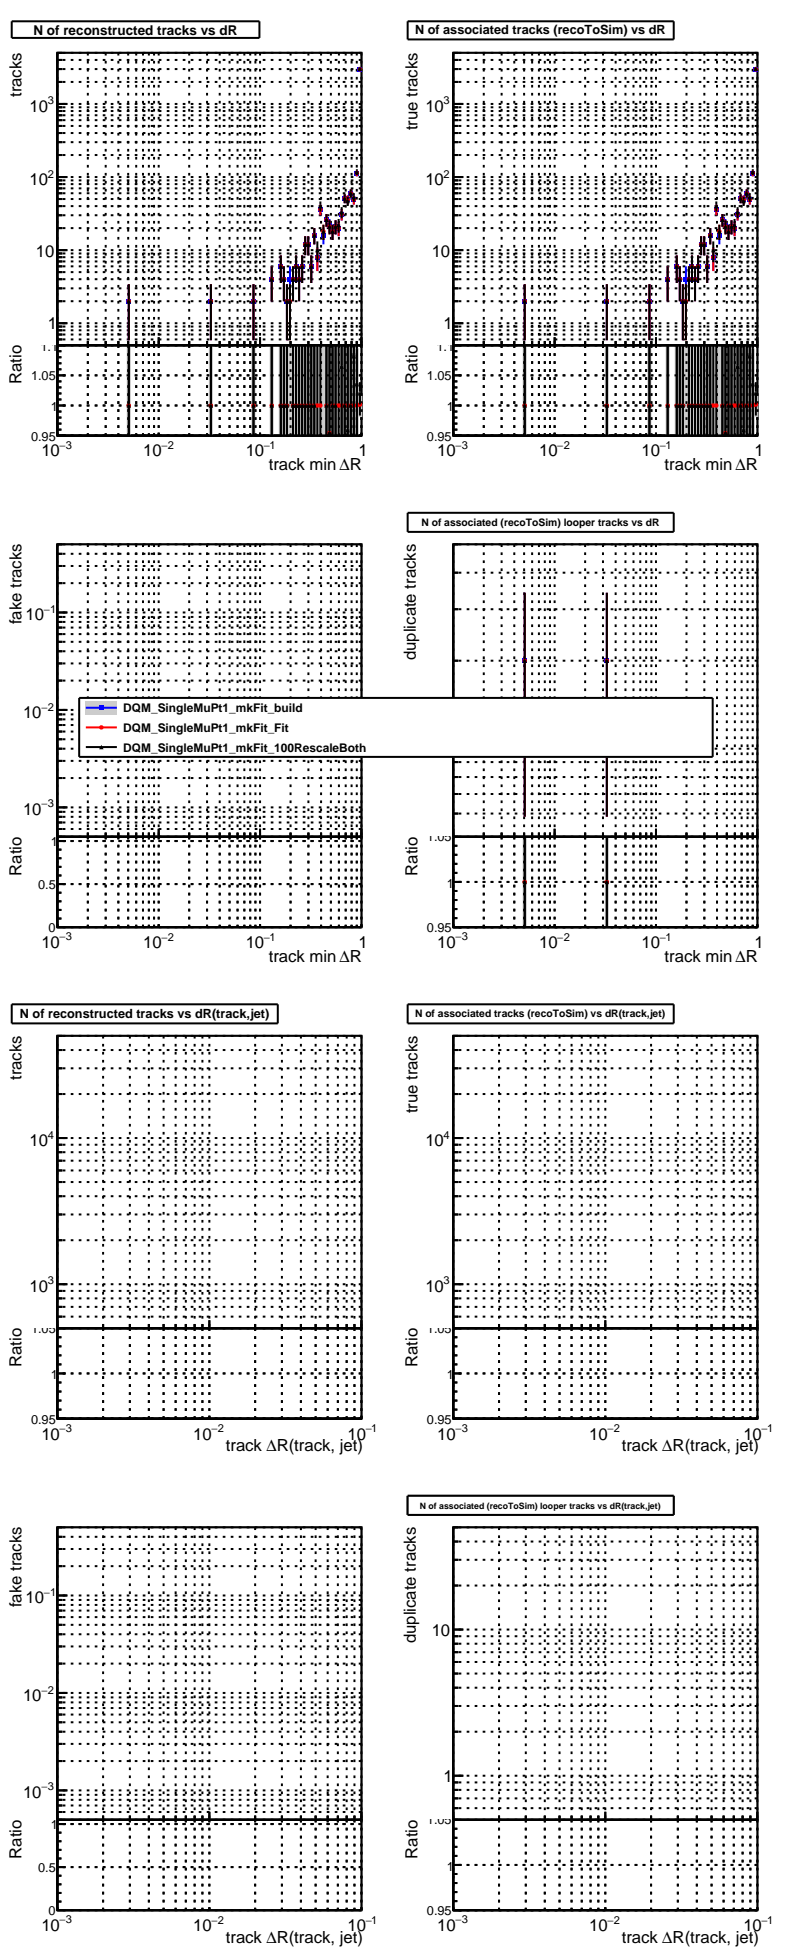 N of reconstructed tracks vs dR
N of associated tracks (recoToSim) vs dR
tracks
10³
10²
10
1
Ratio
1.05
1
0.95
10⁻³
10⁻²
10⁻¹
1
track min ΔR
true tracks
10³
10²
10
1
Ratio
1.05
1
0.95
10⁻³
10⁻²
10⁻¹
1
track min ΔR
N of associated (recoToSim) looper tracks vs dR
fake tracks
10⁻¹
10⁻²
10⁻³
Ratio
1
0.5
0
10⁻³
10⁻²
10⁻¹
1
track min ΔR
duplicate tracks
Ratio
1.05
1
0.95
10⁻³
10⁻²
10⁻¹
1
track min ΔR
DQM_SingleMuPt1_mkFit_build
DQM_SingleMuPt1_mkFit_Fit
DQM_SingleMuPt1_mkFit_100RescaleBoth
N of reconstructed tracks vs dR(track,jet)
N of associated tracks (recoToSim) vs dR(track,jet)
tracks
10⁴
10³
Ratio
1.05
1
0.95
10⁻³
10⁻²
10⁻¹
track ΔR(track, jet)
true tracks
10⁴
10³
Ratio
1.05
1
0.95
10⁻³
10⁻²
10⁻¹
track ΔR(track, jet)
N of associated (recoToSim) looper tracks vs dR(track,jet)
fake tracks
10⁻¹
10⁻²
10⁻³
Ratio
1
0.5
0
10⁻³
10⁻²
10⁻¹
track ΔR(track, jet)
duplicate tracks
10
1
Ratio
1.05
1
0.95
10⁻³
10⁻²
10⁻¹
track ΔR(track, jet)